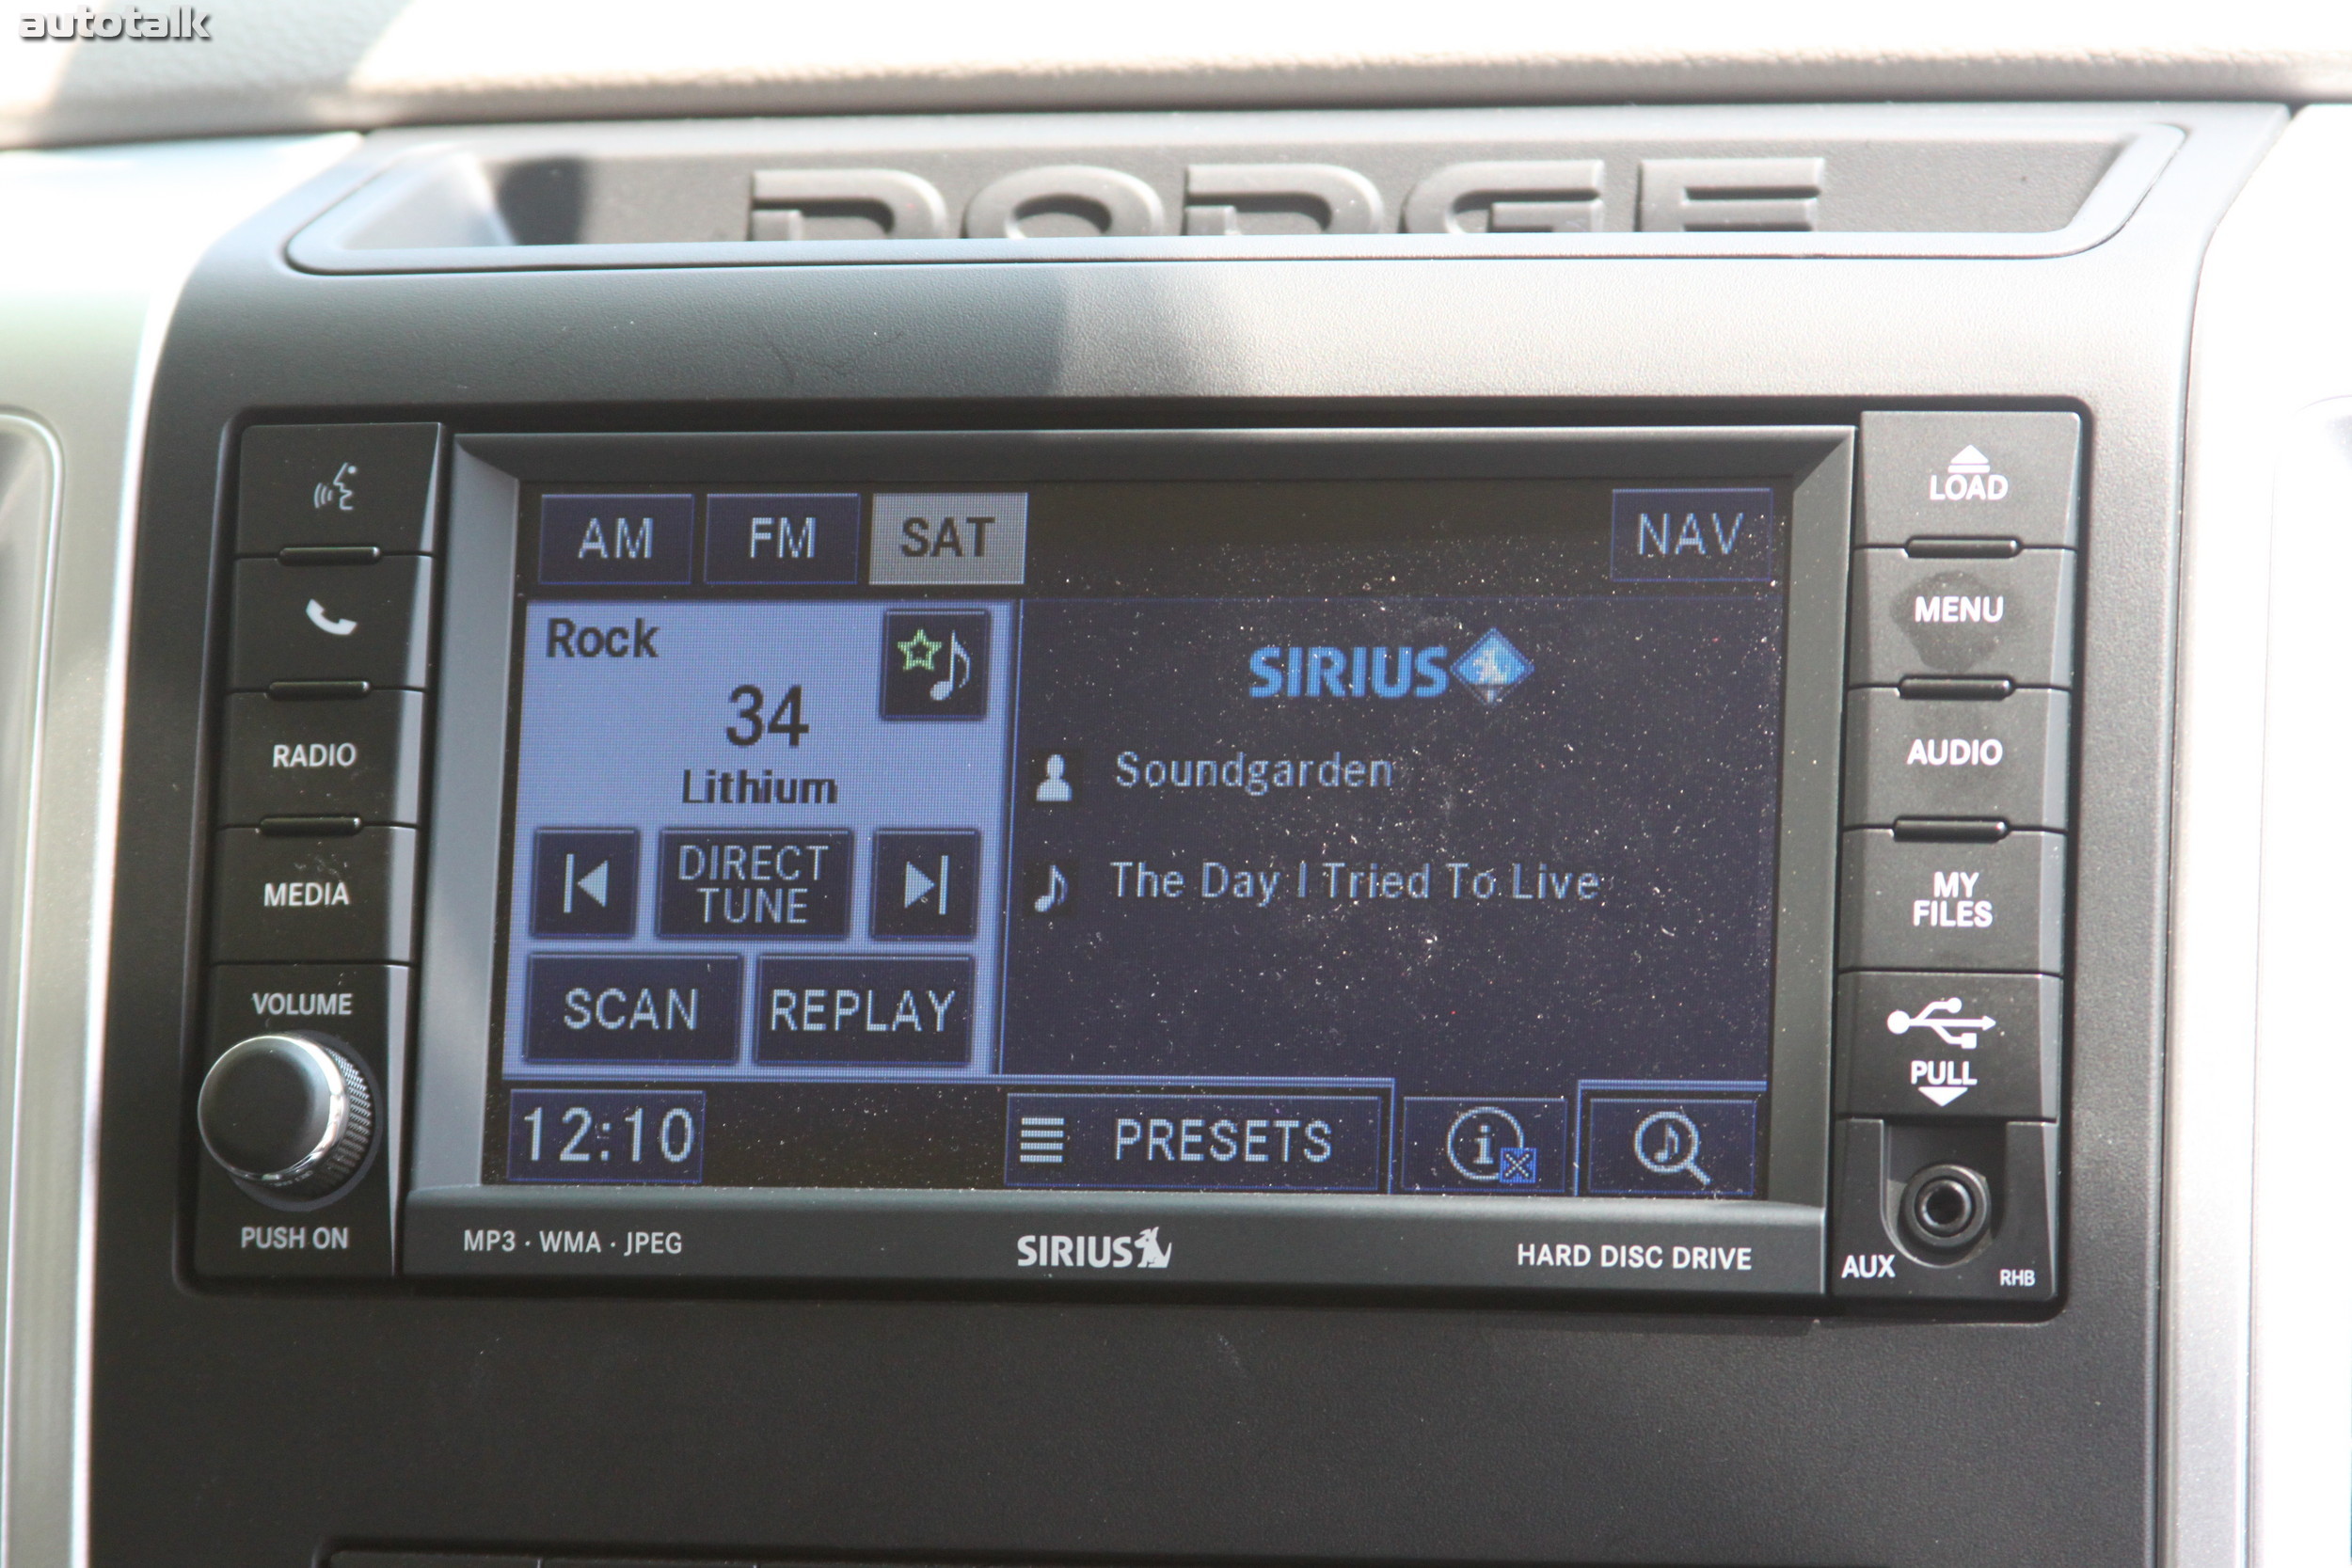 autotalk
DODGE
LOAD
AM FM SAT NAV
MENU
Rock
SIRIUS
34
RADIO
Lithium
Soundgarden
AUDIO
DIRECT
TUNE
The Day I Tried To Live
MEDIA
MY
FILES
VOLUME
SCAN REPLAY
PULL
12:10 PRESETS i
PUSH ON
MP3 · WMA · JPEG
SIRIUS
HARD DISC DRIVE
AUX
RHB